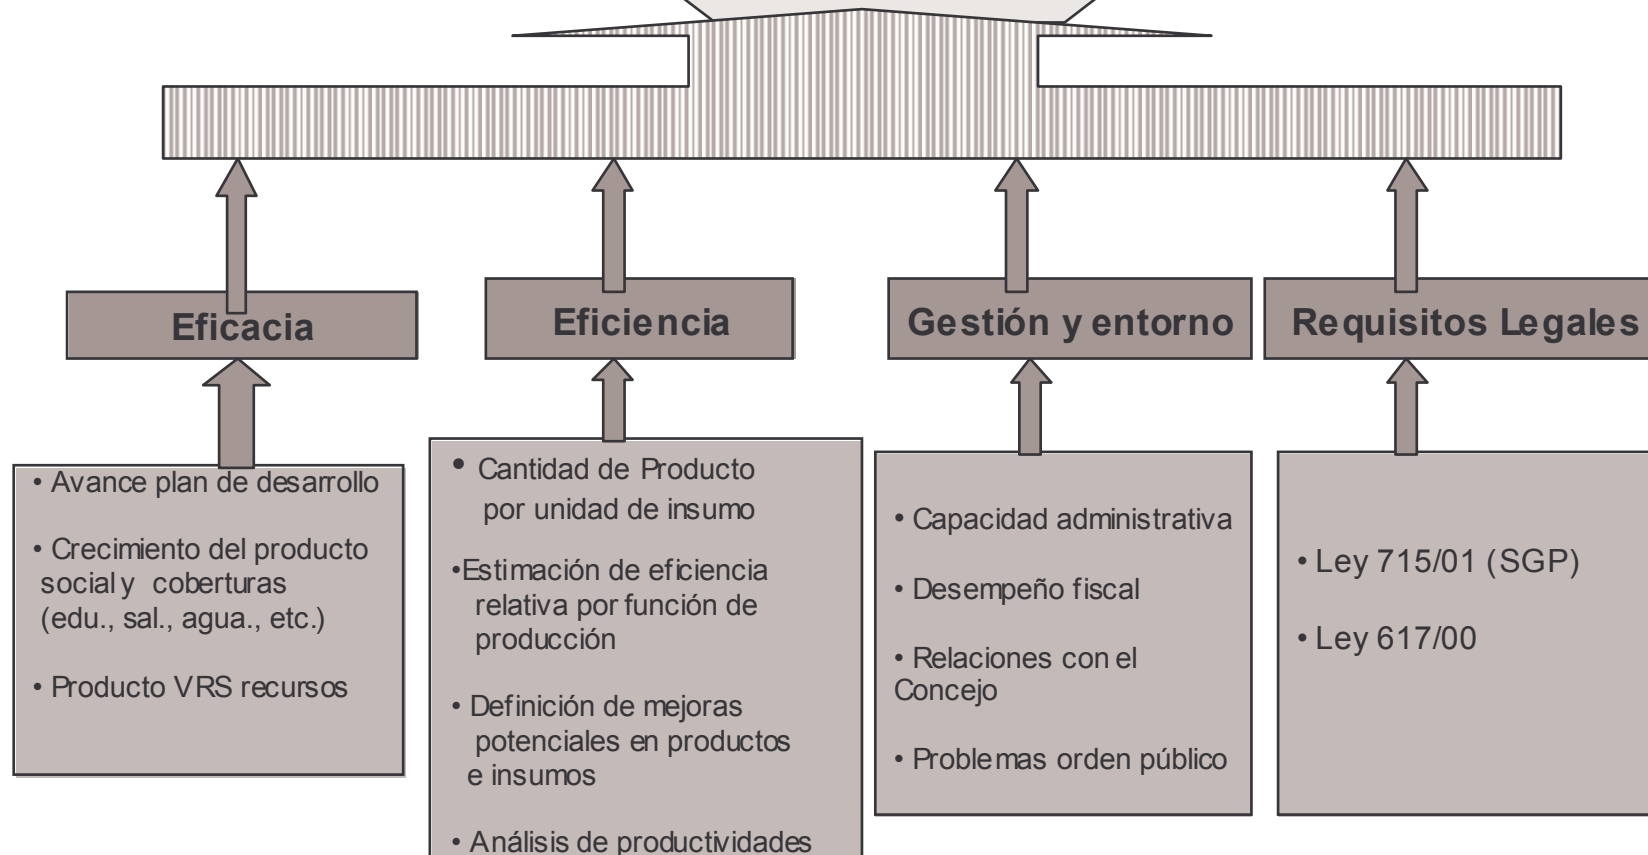 Eficacia
Eficiencia
Gestión y entorno
Requisitos Legales
• Avance plan de desarrollo
• Crecimiento del producto
social y coberturas
(edu., sal., agua., etc.)
• Producto VRS recursos
• Cantidad de Producto
por unidad de insumo
•Estimación de eficiencia
relativa por función de
producción
• Definición de mejoras
potenciales en productos
e insumos
• Análisis de productividades
• Capacidad administrativa
• Desempeño fiscal
• Relaciones con el
Concejo
• Problemas orden público
• Ley 715/01 (SGP)
• Ley 617/00